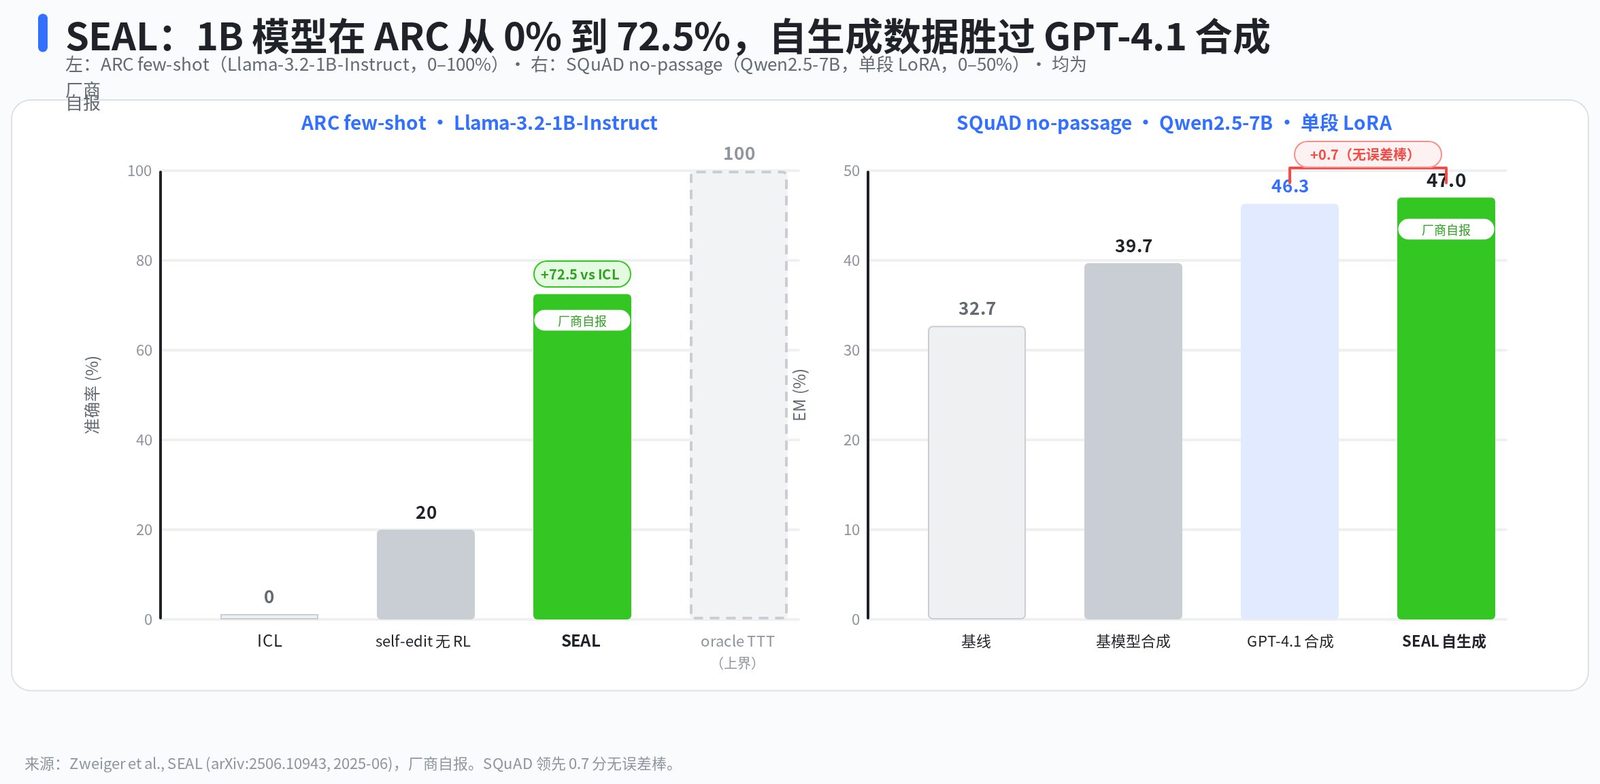 SEAL：1B 模型在 ARC 从 0% 到 72.5%，自生成数据胜过 GPT-4.1 合成
左：ARC few-shot（Llama-3.2-1B-Instruct，0–100%）· 右：SQuAD no-passage（Qwen2.5-7B，单段 LoRA，0–50%）· 均为
厂商
自报
ARC few-shot · Llama-3.2-1B-Instruct
准确率 (%)
100
80
60
40
20
0
0
20
+72.5 vs ICL
厂商自报
100
ICL
self-edit 无 RL
SEAL
oracle TTT
（上界）
SQuAD no-passage · Qwen2.5-7B · 单段 LoRA
EM (%)
50
40
30
20
10
0
+0.7（无误差棒）
32.7
39.7
46.3
47.0
厂商自报
基线
基模型合成
GPT-4.1 合成
SEAL 自生成
来源：Zweiger et al., SEAL (arXiv:2506.10943, 2025-06)，厂商自报。SQuAD 领先 0.7 分无误差棒。